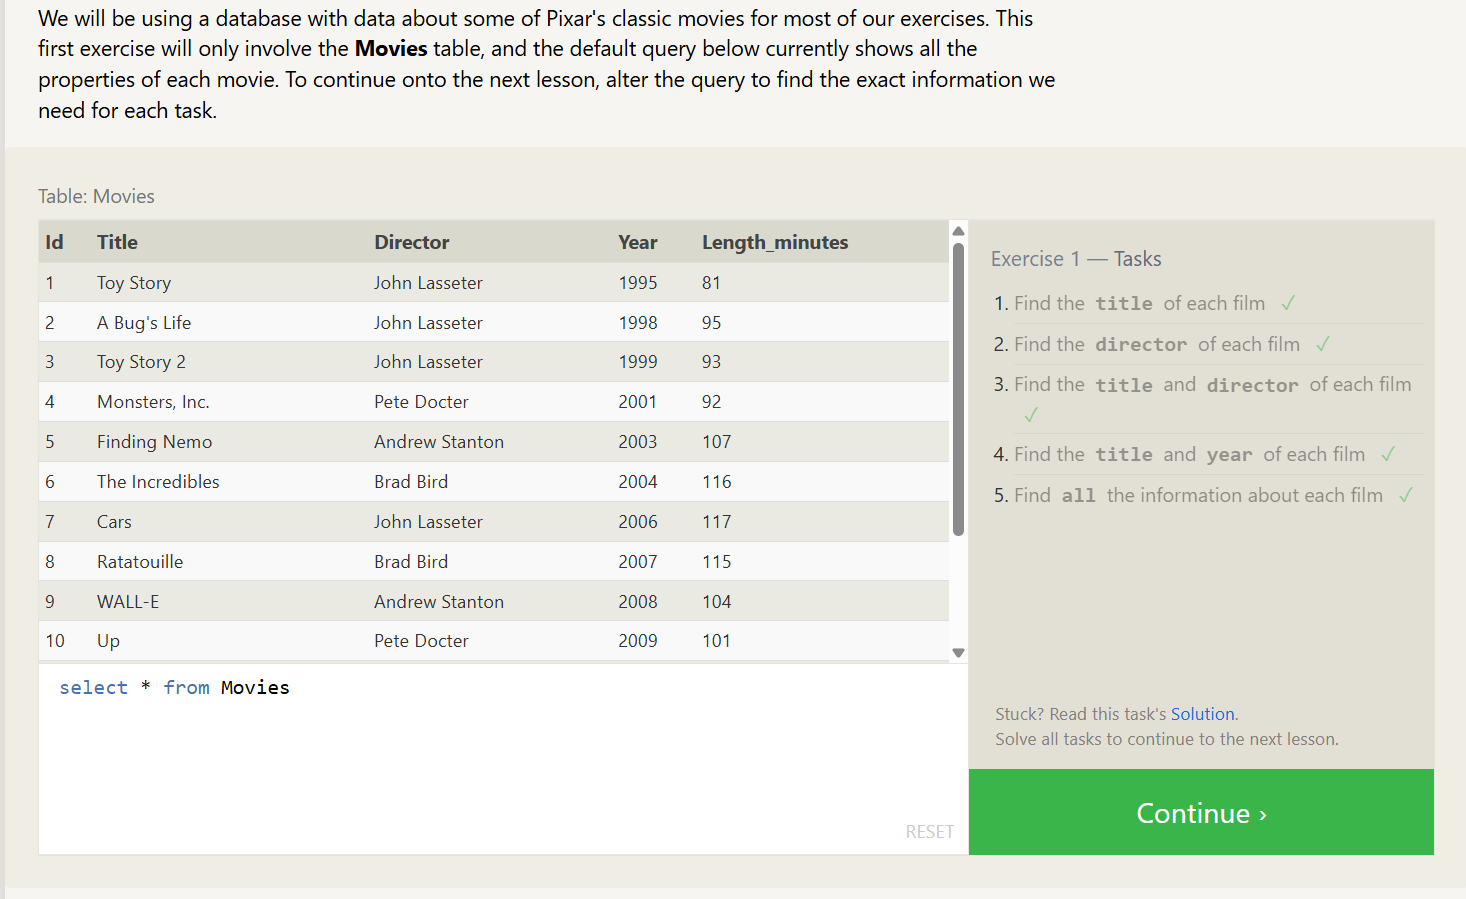 We will be using a database with data about some of Pixar's classic movies for most of our exercises. This
first exercise will only involve the Movies table, and the default query below currently shows all the
properties of each movie. To continue onto the next lesson, alter the query to find the exact information we
need for each task.
Table: Movies
Id Title Director Year Length_minutes
1 Toy Story John Lasseter 1995 81
2 A Bug's Life John Lasseter 1998 95
3 Toy Story 2 John Lasseter 1999 93
4 Monsters, Inc. Pete Docter 2001 92
5 Finding Nemo Andrew Stanton 2003 107
6 The Incredibles Brad Bird 2004 116
7 Cars John Lasseter 2006 117
8 Ratatouille Brad Bird 2007 115
9 WALL-E Andrew Stanton 2008 104
10 Up Pete Docter 2009 101
select * from Movies
RESET
Exercise 1 — Tasks
1. Find the title of each film ✓
2. Find the director of each film ✓
3. Find the title and director of each film
✓
4. Find the title and year of each film ✓
5. Find all the information about each film ✓
Stuck? Read this task's Solution.
Solve all tasks to continue to the next lesson.
Continue ›